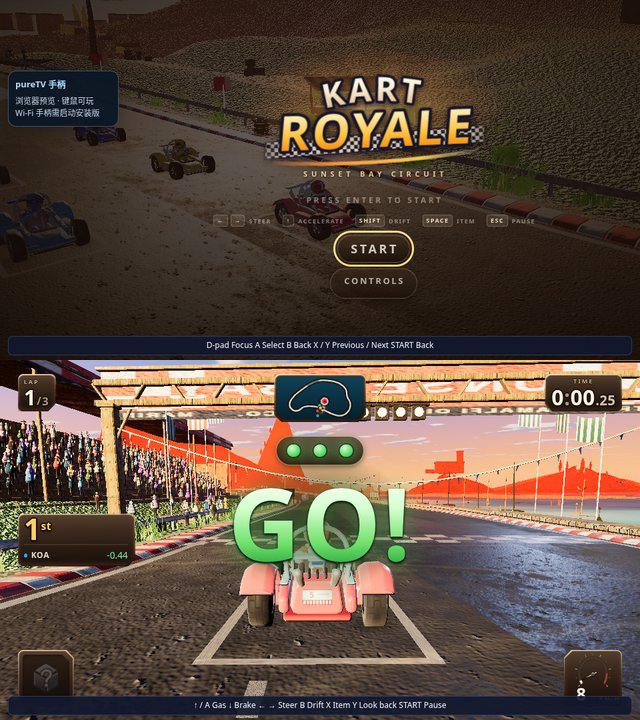 pureTV 手柄
浏览器预览 · 键鼠可玩
Wi-Fi 手柄需启动安装版
KART
ROYALE
SUNSET BAY CIRCUIT
PRESS ENTER TO START
← → STEER ↑ ACCELERATE SHIFT DRIFT SPACE ITEM ESC PAUSE
START
CONTROLS
D-pad Focus A Select B Back X / Y Previous / Next START Back
LAP
1/3
TIME
0:00.25
GO!
1st
KOA -0.44
5
?
8
↑ / A Gas ↓ Brake ← → Steer B Drift X Item Y Look back START Pause